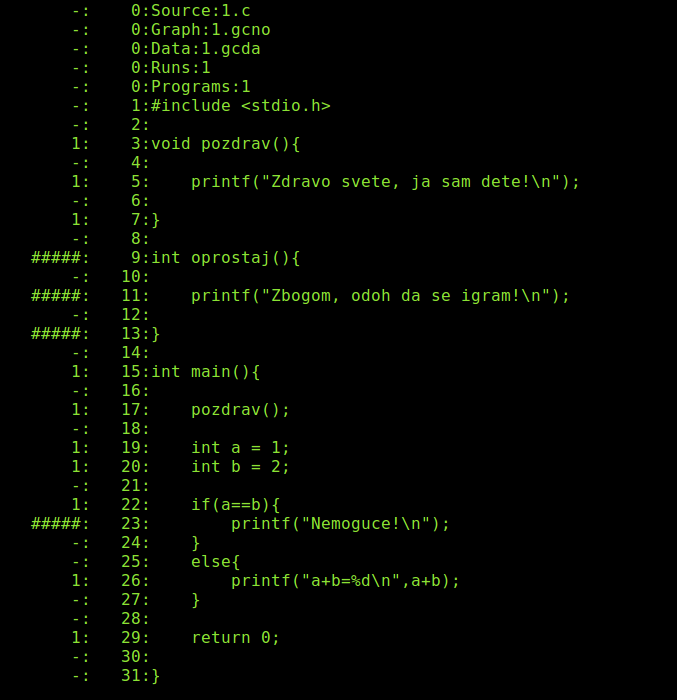 -:    0:Source:1.c
        -:    0:Graph:1.gcno
        -:    0:Data:1.gcda
        -:    0:Runs:1
        -:    0:Programs:1
        -:    1:#include <stdio.h>
        -:    2:
        1:    3:void pozdrav(){
        -:    4:
        1:    5:    printf("Zdravo svete, ja sam dete!\n");
        -:    6:
        1:    7:}
        -:    8:
    #####:    9:int oprostaj(){
        -:   10:
    #####:   11:    printf("Zbogom, odoh da se igram!\n");
        -:   12:
    #####:   13:}
        -:   14:
        1:   15:int main(){
        -:   16:
        1:   17:    pozdrav();
        -:   18:
        1:   19:    int a = 1;
        1:   20:    int b = 2;
        -:   21:
        1:   22:    if(a==b){
    #####:   23:        printf("Nemoguce!\n");
        -:   24:    }
        -:   25:    else{
        1:   26:        printf("a+b=%d\n",a+b);
        -:   27:    }
        -:   28:
        1:   29:    return 0;
        -:   30:
        -:   31:}